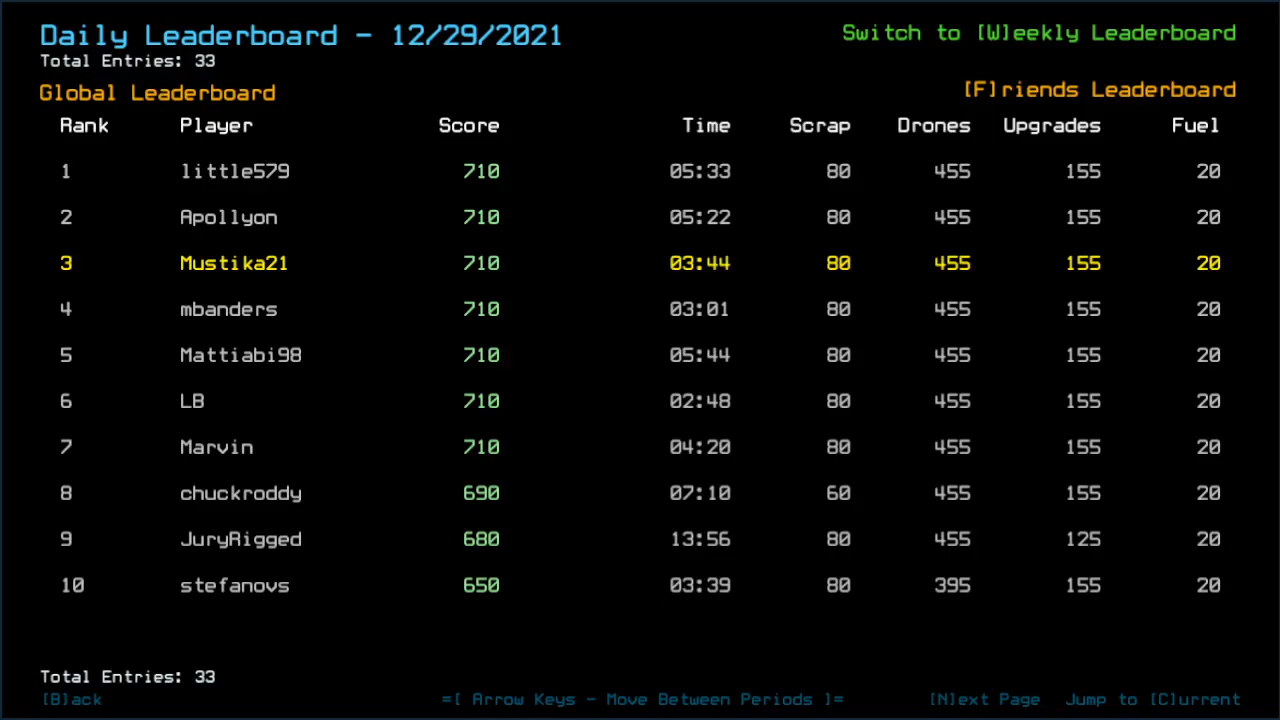 Daily Leaderboard - 12/29/2021 Switch to [W]eekly Leaderboard
Total Entries: 33
Global Leaderboard [F]riends Leaderboard
Rank Player Score Time Scrap Drones Upgrades Fuel
1 little579 710 05:33 80 455 155 20
2 Apollyon 710 05:22 80 455 155 20
3 Mustika21 710 03:44 80 455 155 20
4 mbanders 710 03:01 80 455 155 20
5 Mattiabi98 710 05:44 80 455 155 20
6 LB 710 02:48 80 455 155 20
7 Marvin 710 04:20 80 455 155 20
8 chuckroddy 690 07:10 60 455 155 20
9 JuryRigged 680 13:56 80 455 125 20
10 stefanovs 650 03:39 80 395 155 20
Total Entries: 33
[B]ack =[ Arrow Keys - Move Between Periods ]= [N]ext Page Jump to [C]urrent